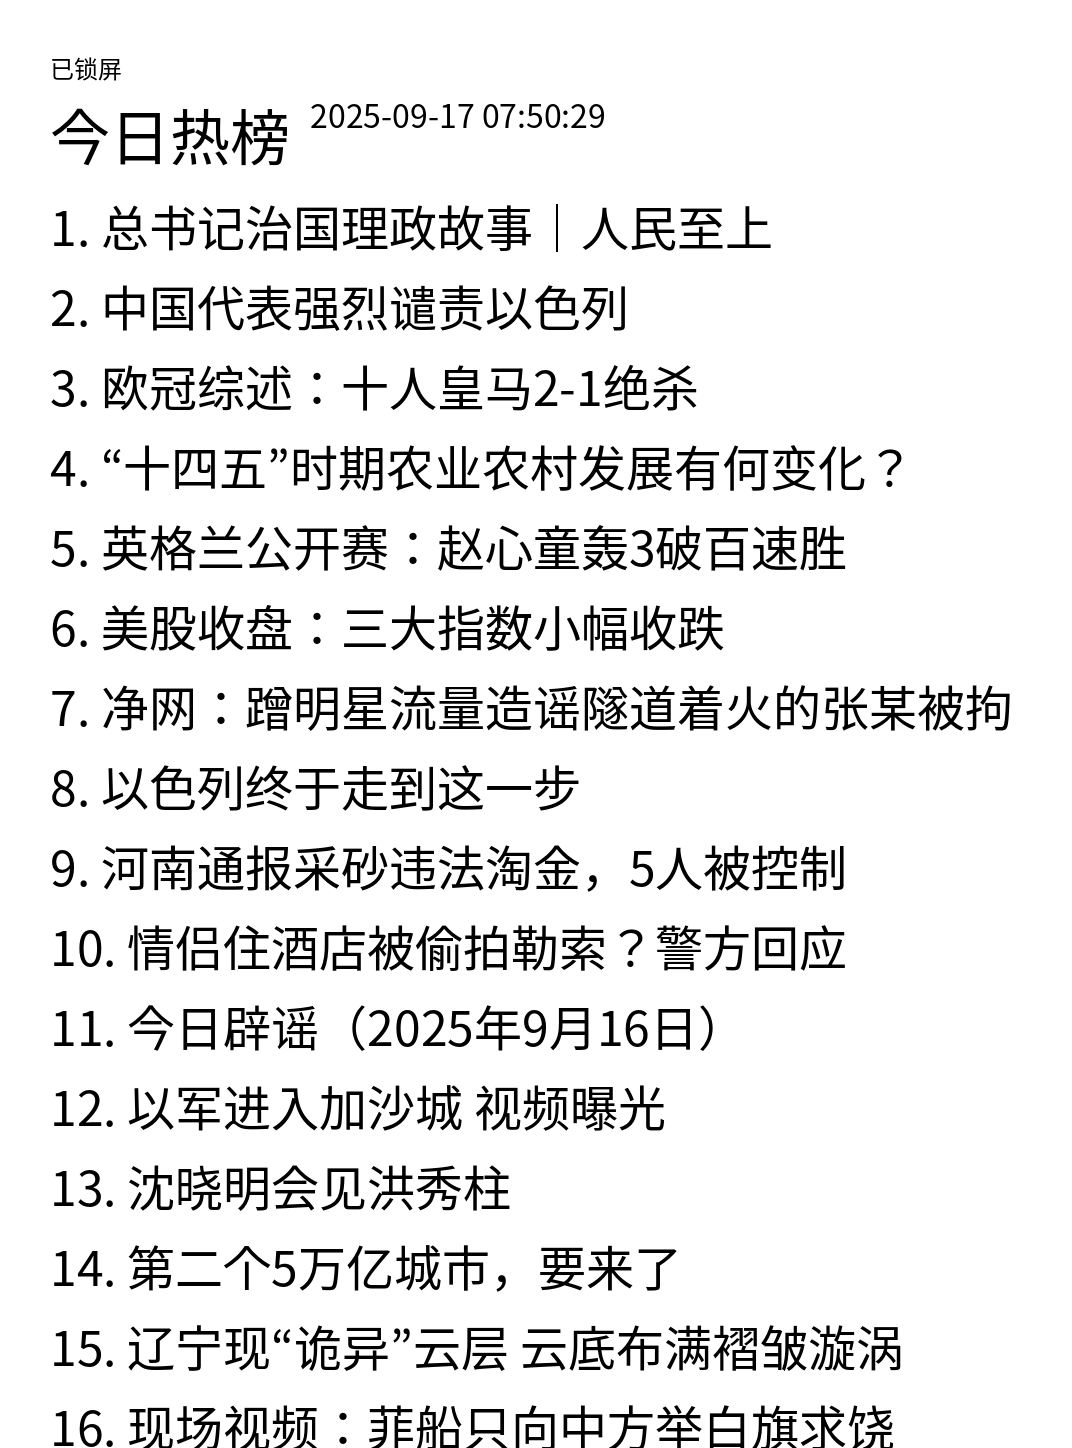 已锁屏
今日热榜 2025-09-17 07:50:29
1. 总书记治国理政故事｜人民至上
2. 中国代表强烈谴责以色列
3. 欧冠综述：十人皇马2-1绝杀
4. “十四五”时期农业农村发展有何变化？
5. 英格兰公开赛：赵心童轰3破百速胜
6. 美股收盘：三大指数小幅收跌
7. 净网：蹭明星流量造谣隧道着火的张某被拘
8. 以色列终于走到这一步
9. 河南通报采砂违法淘金，5人被控制
10. 情侣住酒店被偷拍勒索？警方回应
11. 今日辟谣（2025年9月16日）
12. 以军进入加沙城 视频曝光
13. 沈晓明会见洪秀柱
14. 第二个5万亿城市，要来了
15. 辽宁现“诡异”云层 云底布满褶皱漩涡
16. 现场视频：菲船只向中方举白旗求饶